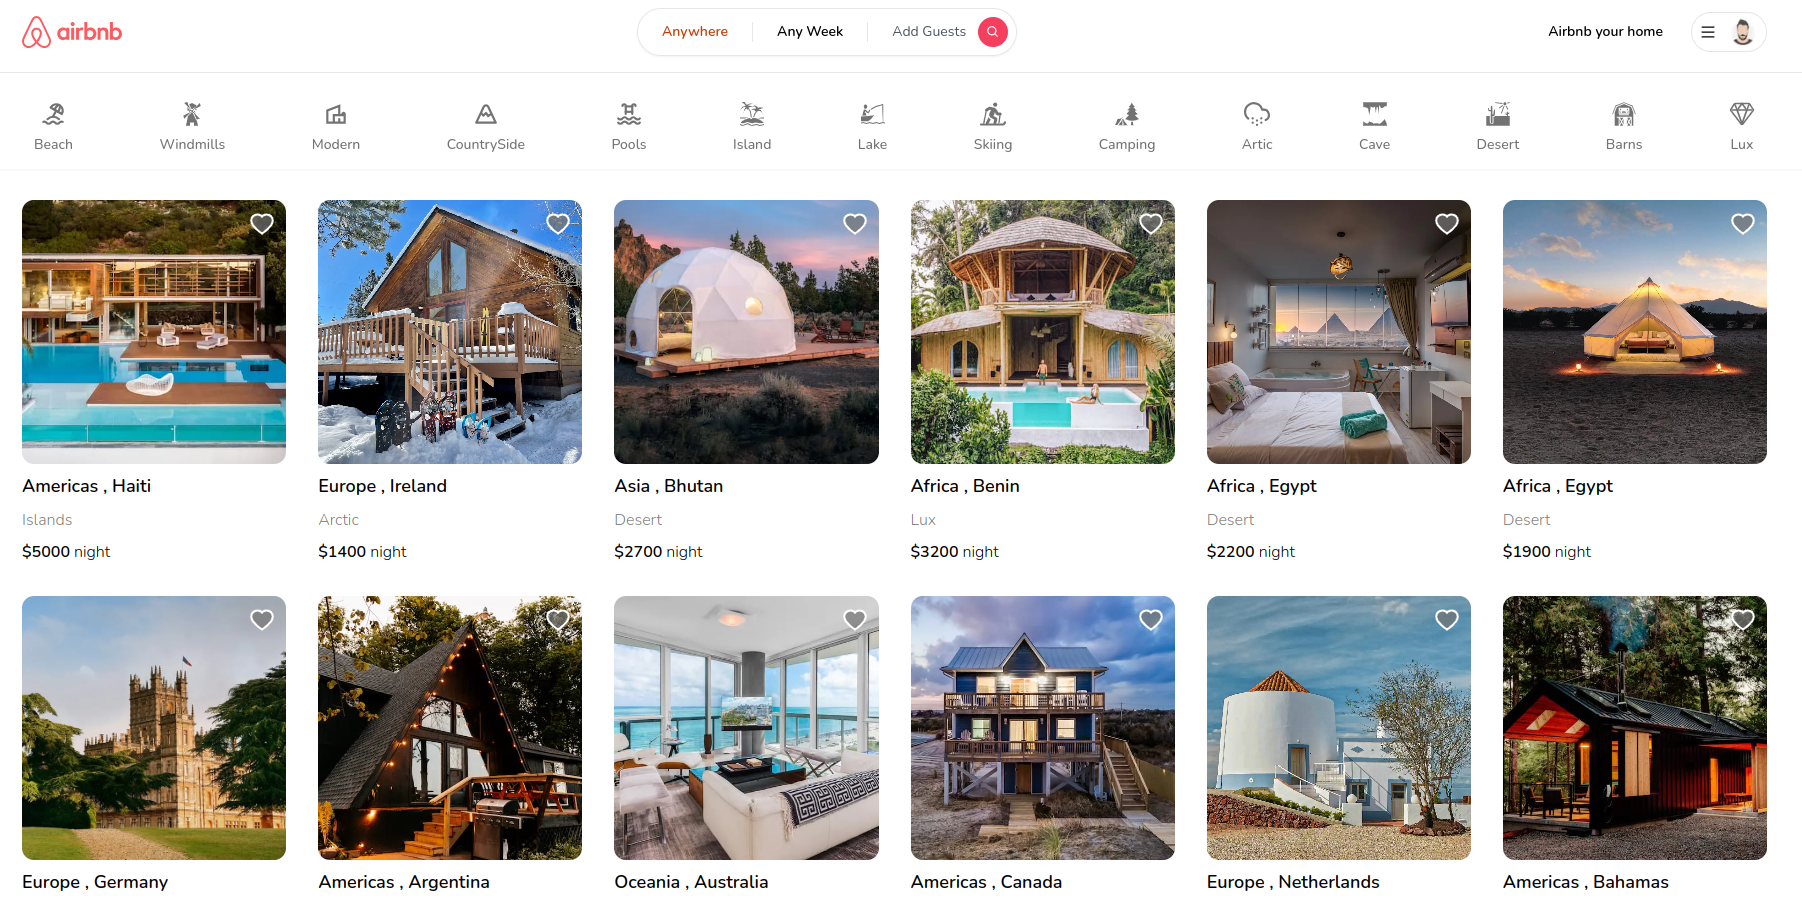 airbnb
Anywhere
Any Week
Add Guests
Airbnb your home
Beach
Windmills
Modern
CountrySide
Pools
Island
Lake
Skiing
Camping
Artic
Cave
Desert
Barns
Lux
Americas , Haiti
Islands
$5000 night
Europe , Ireland
Arctic
$1400 night
Asia , Bhutan
Desert
$2700 night
Africa , Benin
Lux
$3200 night
Africa , Egypt
Desert
$2200 night
Africa , Egypt
Desert
$1900 night
Europe , Germany
Americas , Argentina
Oceania , Australia
Americas , Canada
Europe , Netherlands
Americas , Bahamas